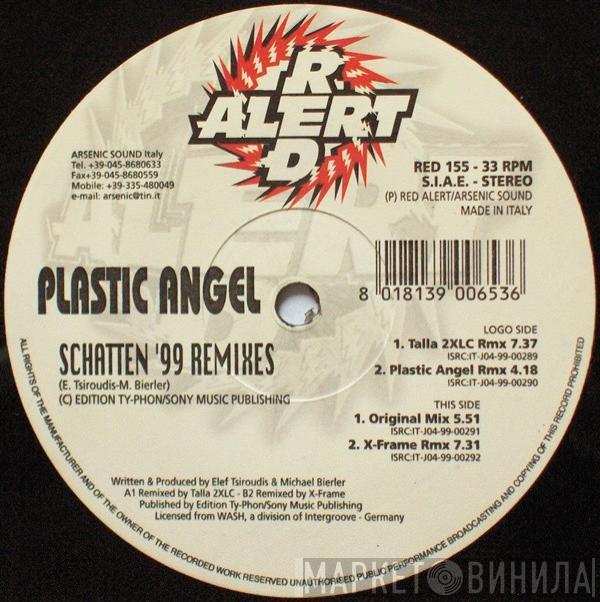 RED
ALERT
ARSENIC SOUND Italy
Tel. +39-045-8680633
Fax+39-045-8680559
Mobile: +39-335-480049
e-mail: arsenic@tin.it
RED 155 - 33 RPM
S.I.A.E. - STEREO
(P) RED ALERT/ARSENIC SOUND
MADE IN ITALY
8 018139 006536
PLASTIC ANGEL
SCHATTEN '99 REMIXES
(E. Tsiroudis-M. Bierler)
(C) EDITION TY-PHON/SONY MUSIC PUBLISHING
LOGO SIDE
1. Talla 2XLC Rmx 7.37
ISRC:IT-J04-99-00289
2. Plastic Angel Rmx 4.18
ISRC:IT-J04-99-00290
THIS SIDE
1. Original Mix 5.51
ISRC:IT-J04-99-00291
2. X-Frame Rmx 7.31
ISRC:IT-J04-99-00292
Written & Produced by Elef Tsiroudis & Michael Bierler
A1 Remixed by Talla 2XLC - B2 Remixed by X-Frame
Published by Edition Ty-Phon/Sony Music Publishing
Licensed from WASH, a division of Intergroove - Germany
ALL RIGHTS OF THE MANUFACTURER AND OF THE OWNER OF THE RECORDED WORK RESERVED UNAUTHORISED PUBLIC PERFORMANCE BROADCASTING AND COPYING OF THIS RECORD PROHIBITED
МАРКЕТ ВИНИЛА